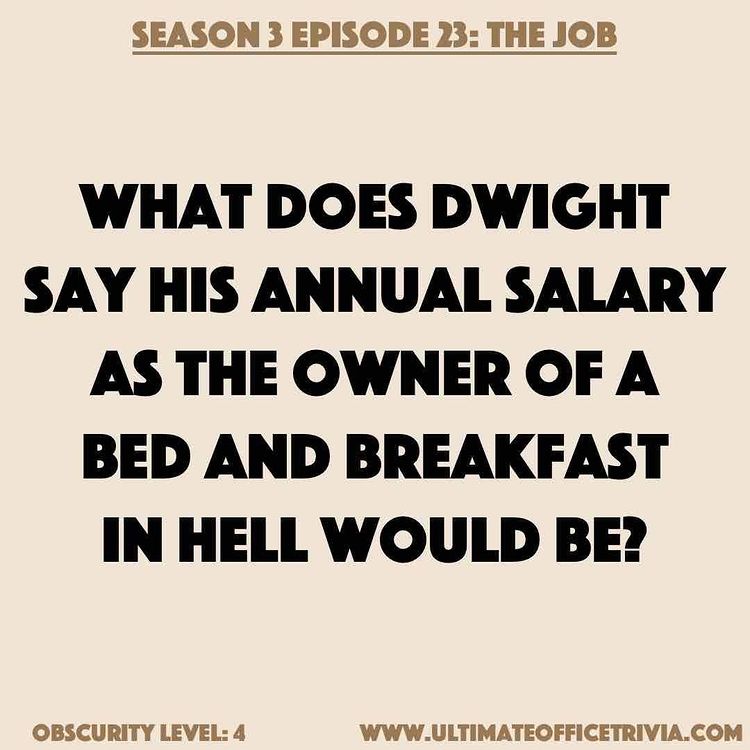 SEASON 3 EPISODE 23: THE JOB
WHAT DOES DWIGHT
SAY HIS ANNUAL SALARY
AS THE OWNER OF A
BED AND BREAKFAST
IN HELL WOULD BE?
OBSCURITY LEVEL: 4
WWW.ULTIMATEOFFICETRIVIA.COM